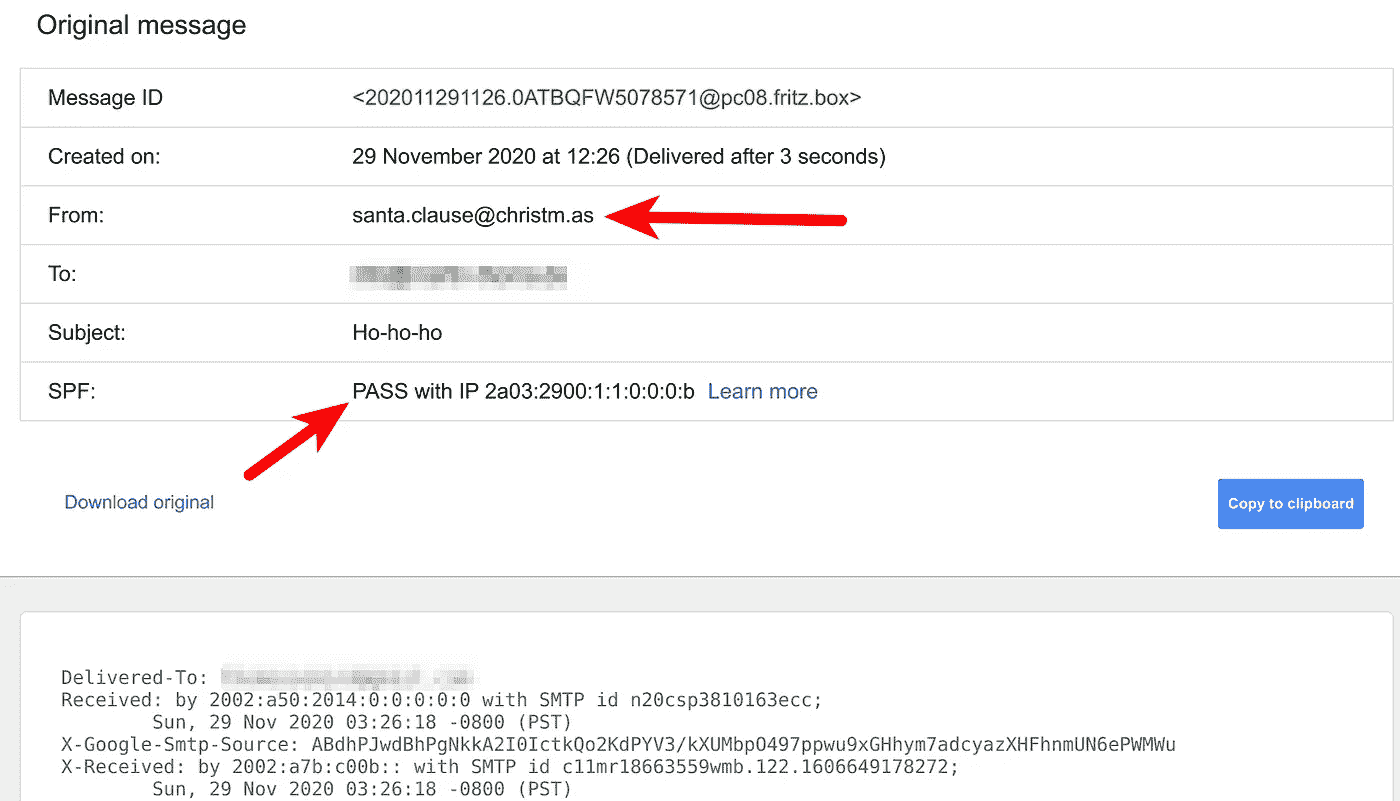 Original message
Message ID <202011291126.0ATBQFW5078571@pc08.fritz.box>
Created on: 29 November 2020 at 12:26 (Delivered after 3 seconds)
From: santa.clause@christm.as
To:
Subject: Ho-ho-ho
SPF: PASS with IP 2a03:2900:1:1:0:0:0:b Learn more
Download original
Copy to clipboard
Delivered-To:
Received: by 2002:a50:2014:0:0:0:0:0 with SMTP id n20csp3810163ecc;
Sun, 29 Nov 2020 03:26:18 -0800 (PST)
X-Google-Smtp-Source: ABdhPJwdBhPgNkkA2I0IctkQo2KdPYV3/kXUMbpO497ppwu9xGHhym7adcyazXHFhnmUN6ePWMWu
X-Received: by 2002:a7b:c00b:: with SMTP id c11mr18663559wmb.122.1606649178272;
Sun, 29 Nov 2020 03:26:18 -0800 (PST)